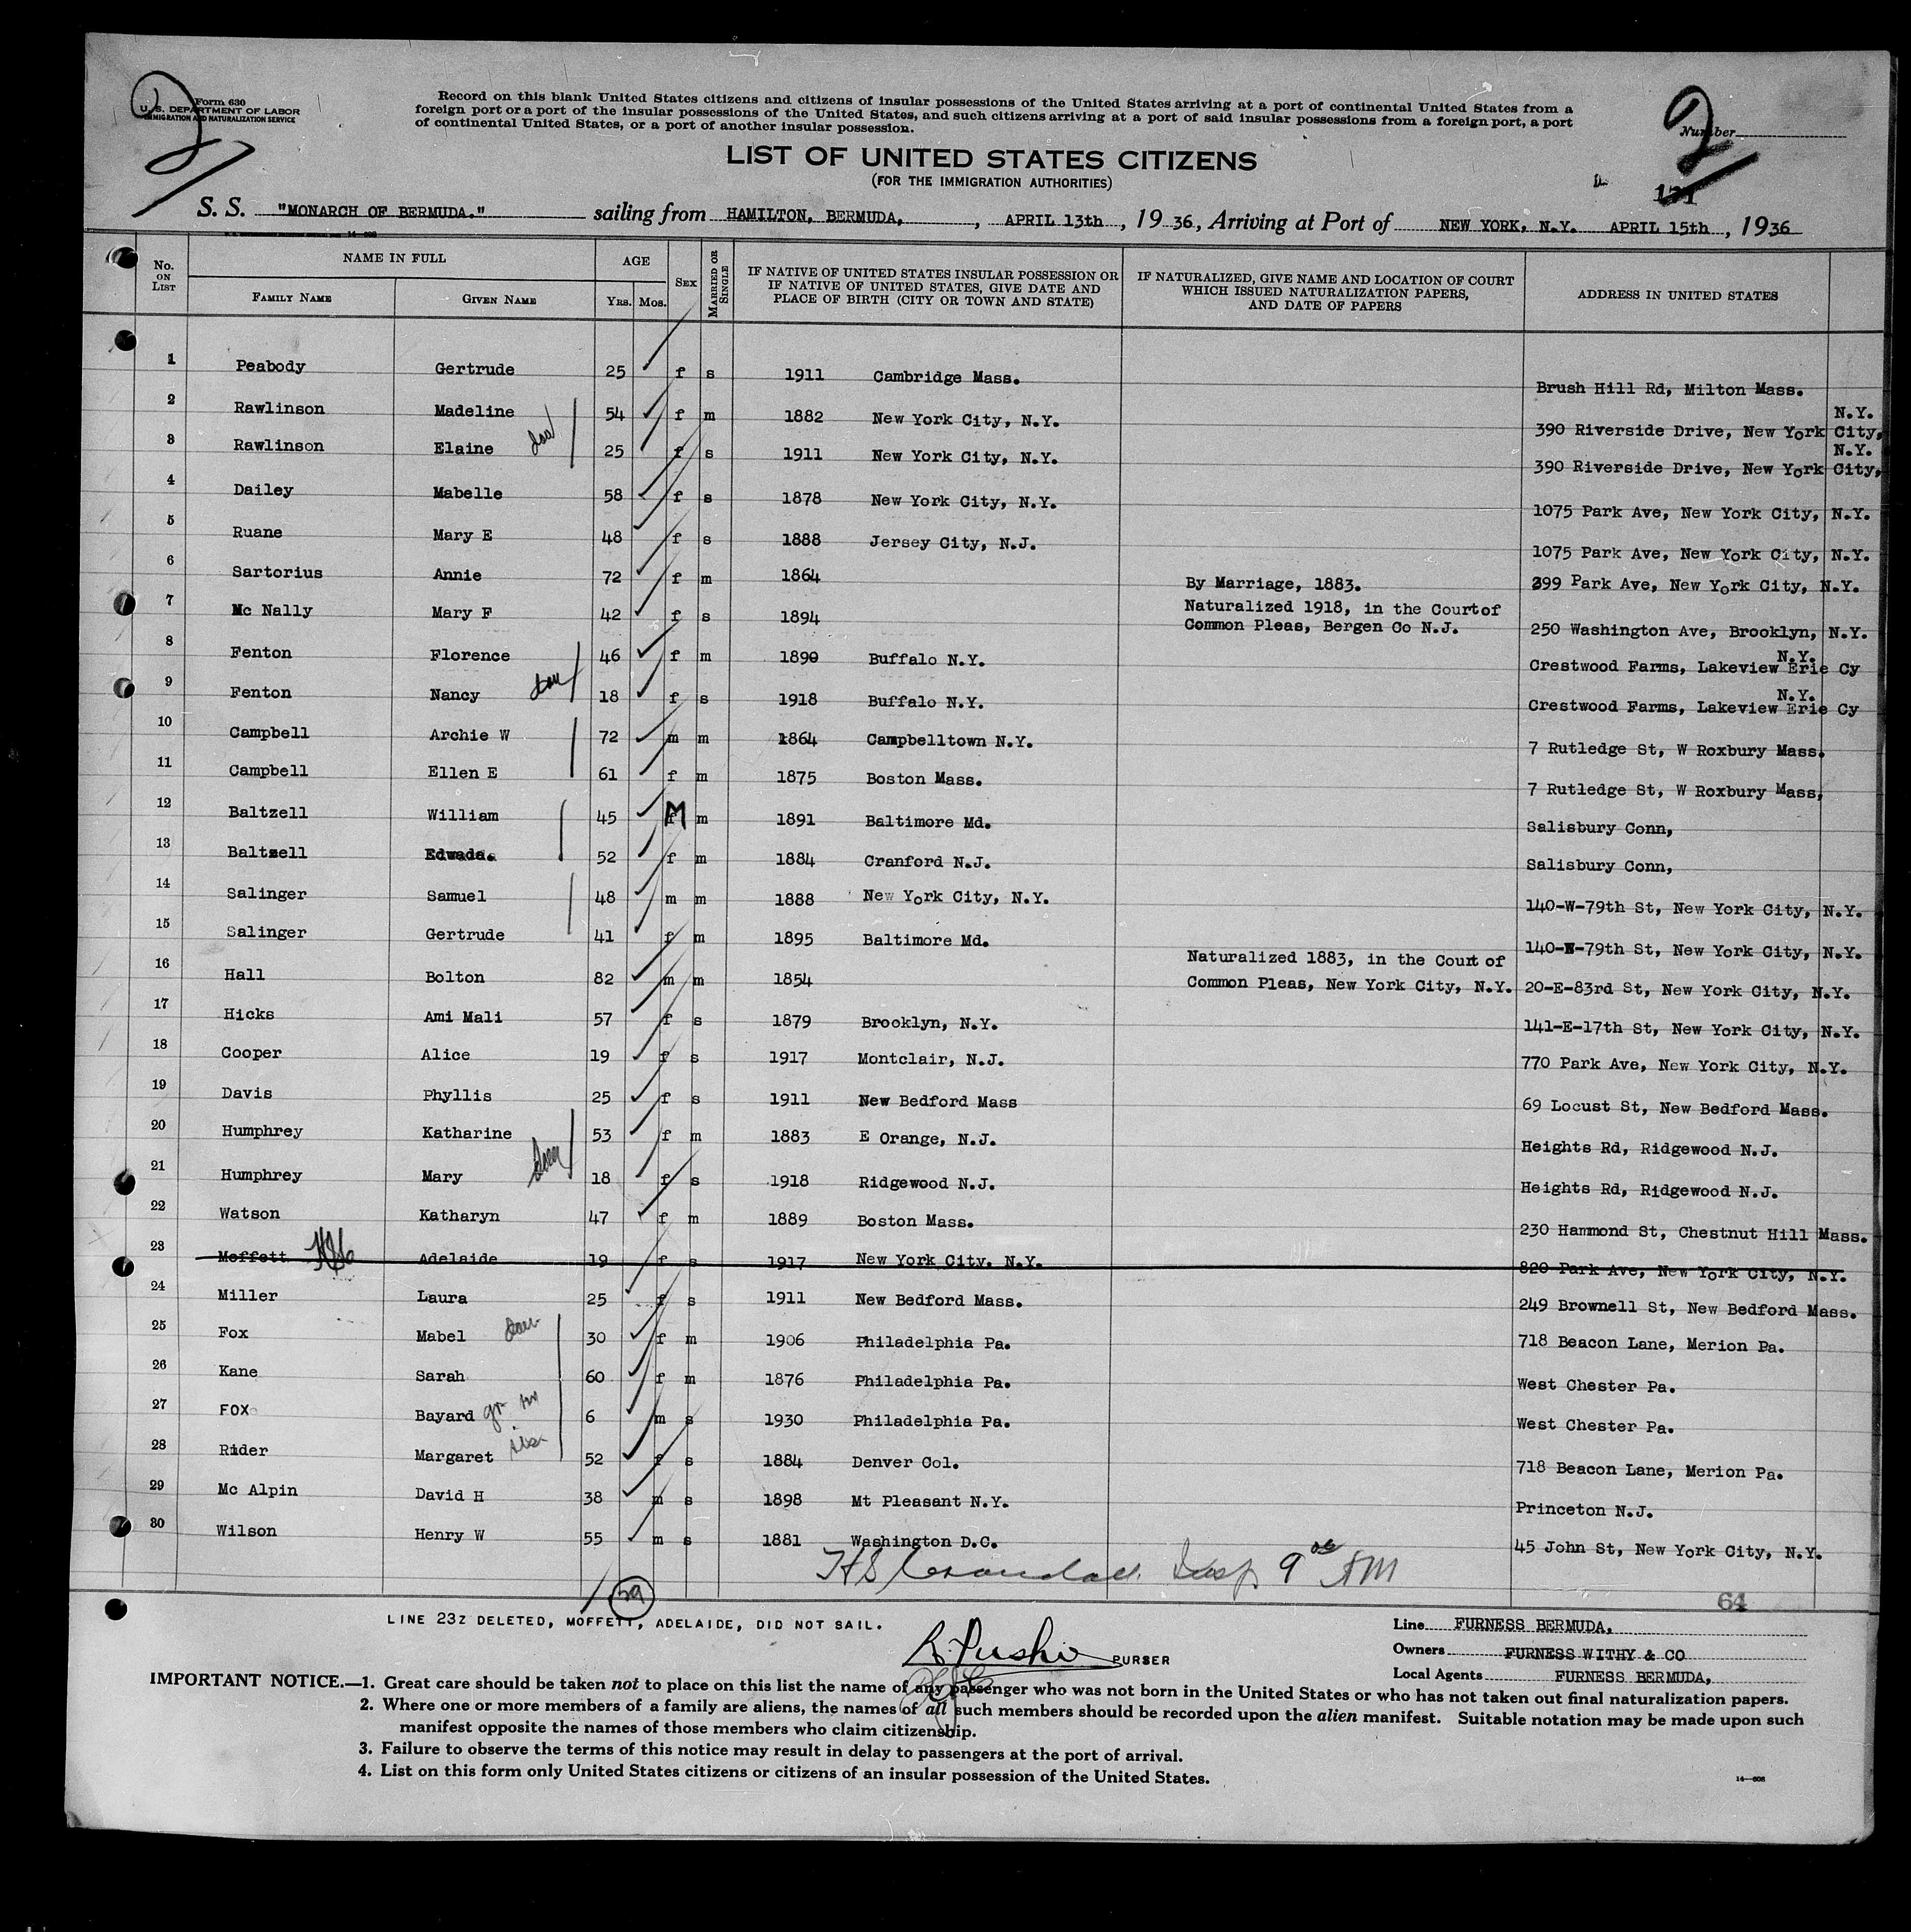 2
Form 630
U. S. DEPARTMENT OF LABOR
IMMIGRATION AND NATURALIZATION SERVICE
Record on this blank United States citizens and citizens of insular possessions of the United States arriving at a port of continental United States from a
foreign port or a port of the insular possessions of the United States, and such citizens arriving at a port of said insular possessions from a foreign port, a port
of continental United States, or a port of another insular possession.
2
Number
LIST OF UNITED STATES CITIZENS
(FOR THE IMMIGRATION AUTHORITIES)
S. S. "MONARCH OF BERMUDA." sailing from HAMILTON, BERMUDA, , APRIL 13th , 19 36, Arriving at Port of NEW YORK, N.Y. APRIL 15th , 1936
No. ON LIST NAME IN FULL FAMILY NAME GIVEN NAME AGE YRS. MOS. SEX MARRIED OR SINGLE IF NATIVE OF UNITED STATES INSULAR POSSESSION OR IF NATIVE OF UNITED STATES, GIVE DATE AND PLACE OF BIRTH (CITY OR TOWN AND STATE) IF NATURALIZED, GIVE NAME AND LOCATION OF COURT WHICH ISSUED NATURALIZATION PAPERS, AND DATE OF PAPERS ADDRESS IN UNITED STATES
1 Peabody Gertrude 25 f s 1911 Cambridge Mass. Brush Hill Rd, Milton Mass.
2 Rawlinson Madeline 54 f m 1882 New York City, N.Y. 390 Riverside Drive, New York City, N.Y.
3 Rawlinson Elaine dau 25 f s 1911 New York City, N.Y. 390 Riverside Drive, New York City, N.Y.
4 Dailey Mabelle 58 f s 1878 New York City, N.Y. 1075 Park Ave, New York City, N.Y.
5 Ruane Mary E 48 f s 1888 Jersey City, N.J. 1075 Park Ave, New York City, N.Y.
6 Sartorius Annie 72 f m 1864 By Marriage, 1883. 399 Park Ave, New York City, N.Y.
7 Mc Nally Mary F 42 f s 1894 Naturalized 1918, in the Court of Common Pleas, Bergen Co N.J. 250 Washington Ave, Brooklyn, N.Y.
8 Fenton Florence 46 f m 1890 Buffalo N.Y. Crestwood Farms, Lakeview Erie Cy N.Y.
9 Fenton Nancy dau 18 f s 1918 Buffalo N.Y. Crestwood Farms, Lakeview Erie Cy N.Y.
10 Campbell Archie W 72 m m 1864 Campbelltown N.Y. 7 Rutledge St, W Roxbury Mass.
11 Campbell Ellen E 61 f m 1875 Boston Mass. 7 Rutledge St, W Roxbury Mass,
12 Baltzell William 45 M m 1891 Baltimore Md. Salisbury Conn,
13 Baltzell Edwada. 52 f m 1884 Cranford N.J. Salisbury Conn,
14 Salinger Samuel 48 m m 1888 New York City, N.Y. 140-W-79th St, New York City, N.Y.
15 Salinger Gertrude 41 f m 1895 Baltimore Md. 140-W-79th St, New York City, N.Y.
16 Hall Bolton 82 m m 1854 Naturalized 1883, in the Court of Common Pleas, New York City, N.Y. 20-E-83rd St, New York City, N.Y.
17 Hicks Ami Mali 57 f s 1879 Brooklyn, N.Y. 141-E-17th St, New York City, N.Y.
18 Cooper Alice 19 f s 1917 Montclair, N.J. 770 Park Ave, New York City, N.Y.
19 Davis Phyllis 25 f s 1911 New Bedford Mass 69 Locust St, New Bedford Mass.
20 Humphrey Katharine 53 f m 1883 E Orange, N.J. Heights Rd, Ridgewood N.J.
21 Humphrey Mary dau 18 f s 1918 Ridgewood N.J. Heights Rd, Ridgewood N.J.
22 Watson Katharyn 47 f m 1889 Boston Mass. 230 Hammond St, Chestnut Hill Mass.
23 Moffett Adelaide 19 f s 1917 New York City. N.Y. 820 Park Ave, New York City, N.Y.
24 Miller Laura 25 f s 1911 New Bedford Mass. 249 Brownell St, New Bedford Mass.
25 Fox Mabel dau 30 f m 1906 Philadelphia Pa. 718 Beacon Lane, Merion Pa.
26 Kane Sarah 60 f m 1876 Philadelphia Pa. West Chester Pa.
27 FOX Bayard gr 6 m s 1930 Philadelphia Pa. West Chester Pa.
28 Rider Margaret sis 52 f s 1884 Denver Col. 718 Beacon Lane, Merion Pa.
29 Mc Alpin David H 38 m s 1898 Mt Pleasant N.Y. Princeton N.J.
30 Wilson Henry W 55 m s 1881 Washington D.C. 45 John St, New York City, N.Y.
Insp. 9 00 AM
29
64
LINE 23Z DELETED, MOFFETT, ADELAIDE, DID NOT SAIL.
PURSER
Line FURNESS BERMUDA,
Owners FURNESS WITHY & CO
Local Agents FURNESS BERMUDA,
IMPORTANT NOTICE.—1. Great care should be taken not to place on this list the name of any passenger who was not born in the United States or who has not taken out final naturalization papers.
2. Where one or more members of a family are aliens, the names of all such members should be recorded upon the alien manifest. Suitable notation may be made upon such
manifest opposite the names of those members who claim citizenship.
3. Failure to observe the terms of this notice may result in delay to passengers at the port of arrival.
4. List on this form only United States citizens or citizens of an insular possession of the United States.